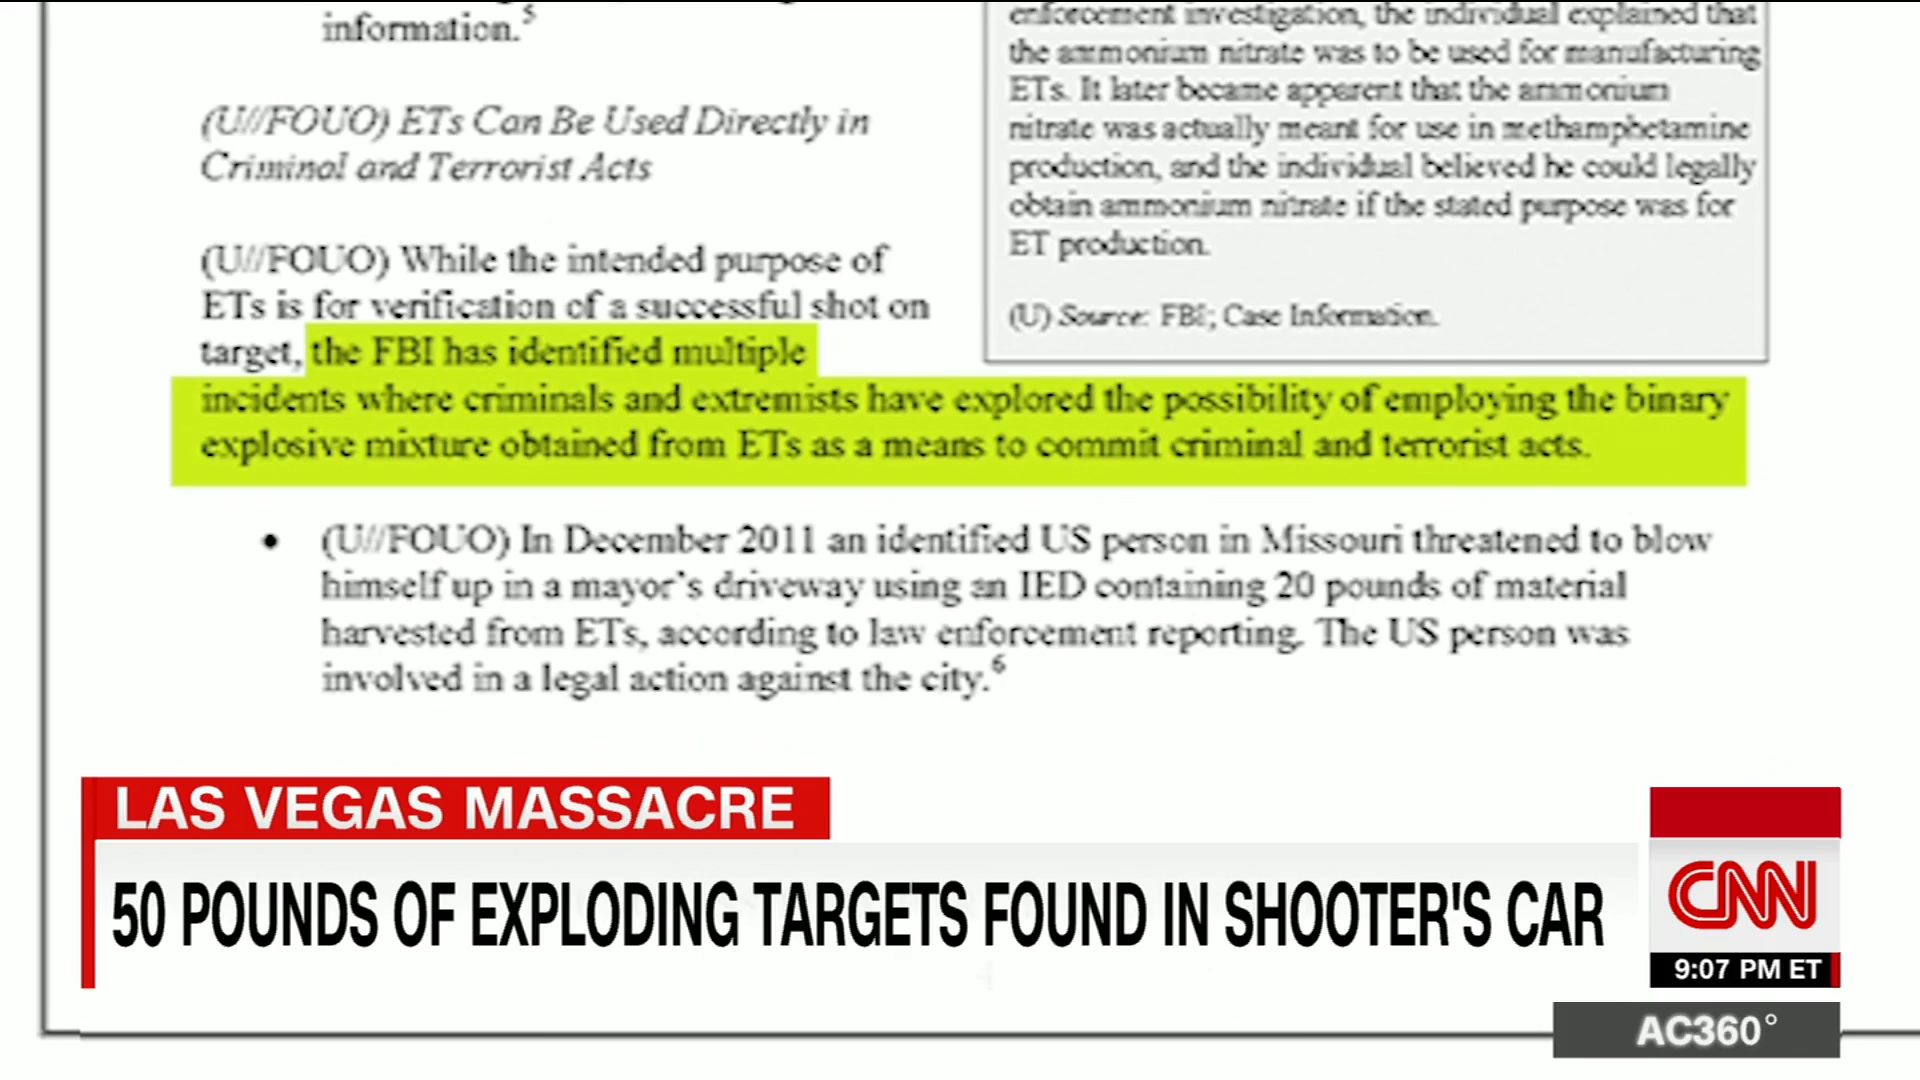 information.5
(U//FOUO) ETs Can Be Used Directly in
Criminal and Terrorist Acts
(U//FOUO) While the intended purpose of
ETs is for verification of a successful shot on
target, the FBI has identified multiple
incidents where criminals and extremists have explored the possibility of employing the binary
explosive mixture obtained from ETs as a means to commit criminal and terrorist acts.
• (U//FOUO) In December 2011 an identified US person in Missouri threatened to blow
himself up in a mayor's driveway using an IED containing 20 pounds of material
harvested from ETs, according to law enforcement reporting. The US person was
involved in a legal action against the city.6
enforcement investigation, the individual explained that
the ammonium nitrate was to be used for manufacturing
ETs. It later became apparent that the ammonium
nitrate was actually meant for use in methamphetamine
production, and the individual believed he could legally
obtain ammonium nitrate if the stated purpose was for
ET production.
(U) Source: FBI; Case Information.
LAS VEGAS MASSACRE
50 POUNDS OF EXPLODING TARGETS FOUND IN SHOOTER'S CAR
CNN
9:07 PM ET
AC360°